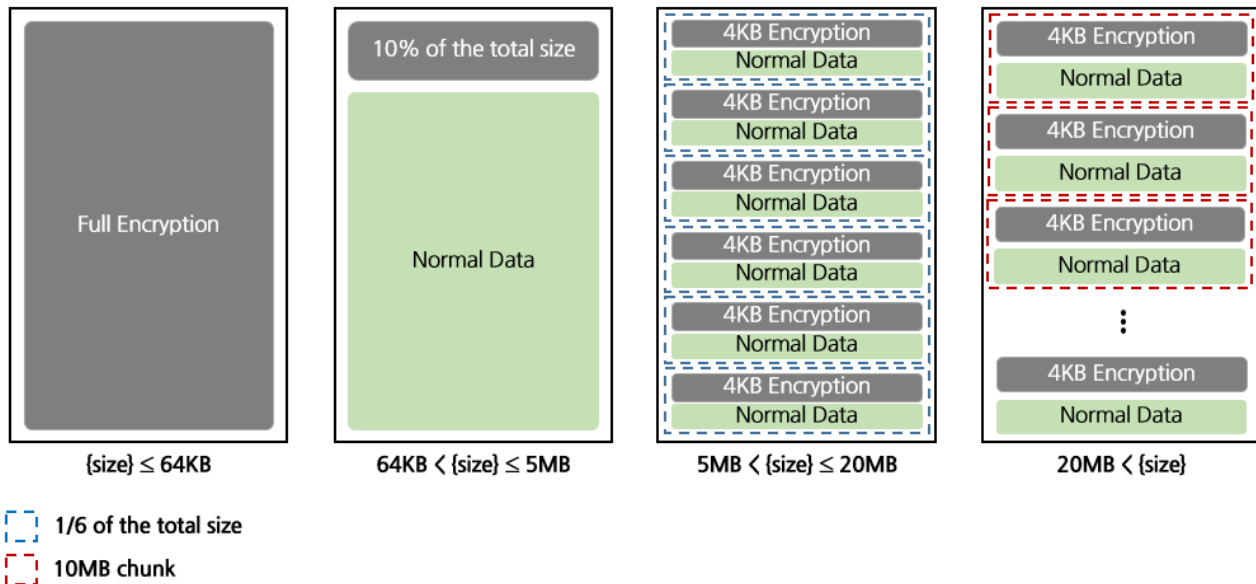 Full Encryption
{size} ≤ 64KB
10% of the total size
Normal Data
64KB < {size} ≤ 5MB
4KB Encryption
Normal Data
4KB Encryption
Normal Data
4KB Encryption
Normal Data
4KB Encryption
Normal Data
4KB Encryption
Normal Data
4KB Encryption
Normal Data
5MB < {size} ≤ 20MB
4KB Encryption
Normal Data
4KB Encryption
Normal Data
4KB Encryption
Normal Data
4KB Encryption
Normal Data
20MB < {size}
1/6 of the total size
10MB chunk